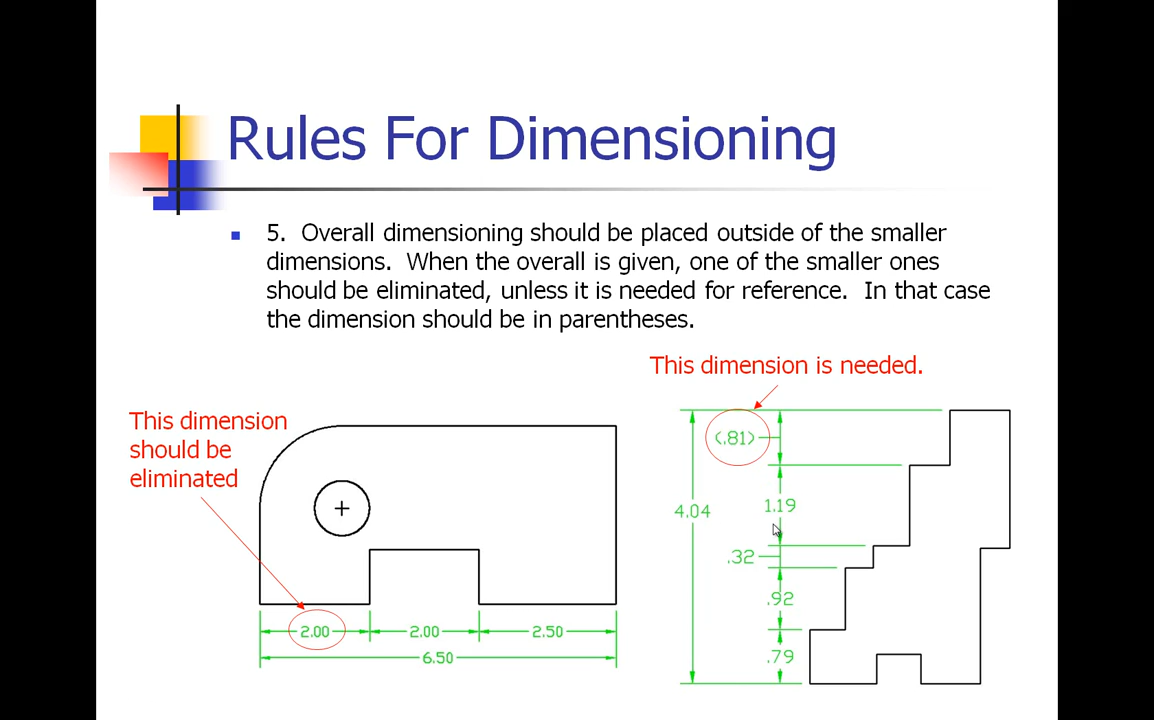 Rules For Dimensioning
5. Overall dimensioning should be placed outside of the smaller
dimensions. When the overall is given, one of the smaller ones
should be eliminated, unless it is needed for reference. In that case
the dimension should be in parentheses.
This dimension
should be
eliminated
2.00
2.00
2.50
6.50
This dimension is needed.
(.81)
1.19
4.04
.32
.92
.79